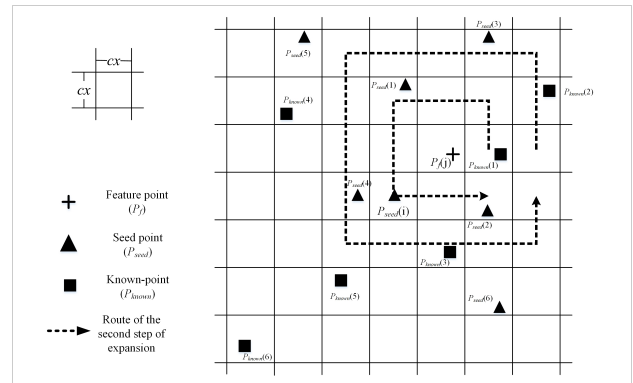 cx
cx
Feature point
(Pf)
Seed point
(Pseed)
Known-point
(Pknown)
Route of the
second step of
expansion
Pseed(3)
Pseed(5)
Pseed(1)
Pknown(2)
Pknown(4)
Pf(j)
Pknown(1)
Pseed(4)
Pseed(i)
Pseed(2)
Pknown(3)
Pknown(5)
Pseed(6)
Pknown(6)